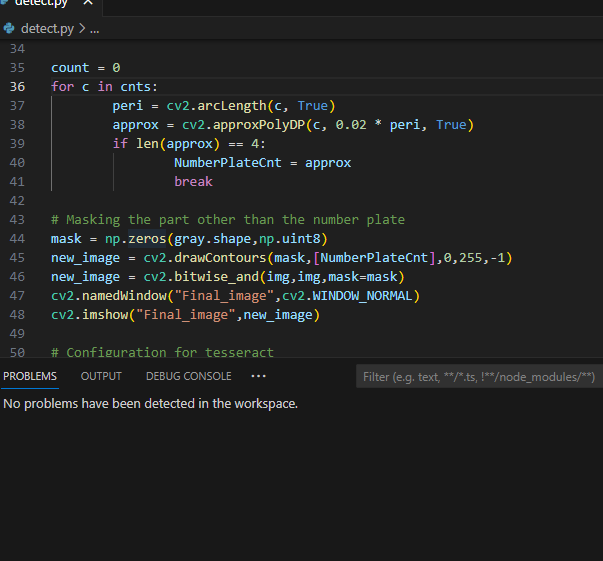 detect.py ×
detect.py > ...
34
35 count = 0
36 for c in cnts:
37 peri = cv2.arcLength(c, True)
38 approx = cv2.approxPolyDP(c, 0.02 * peri, True)
39 if len(approx) == 4:
40 NumberPlateCnt = approx
41 break
42
43 # Masking the part other than the number plate
44 mask = np.zeros(gray.shape,np.uint8)
45 new_image = cv2.drawContours(mask,[NumberPlateCnt],0,255,-1)
46 new_image = cv2.bitwise_and(img,img,mask=mask)
47 cv2.namedWindow("Final_image",cv2.WINDOW_NORMAL)
48 cv2.imshow("Final_image",new_image)
49
50 # Configuration for tesseract
PROBLEMS OUTPUT DEBUG CONSOLE ··· Filter (e.g. text, **/*.ts, !**/node_modules/**)
No problems have been detected in the workspace.